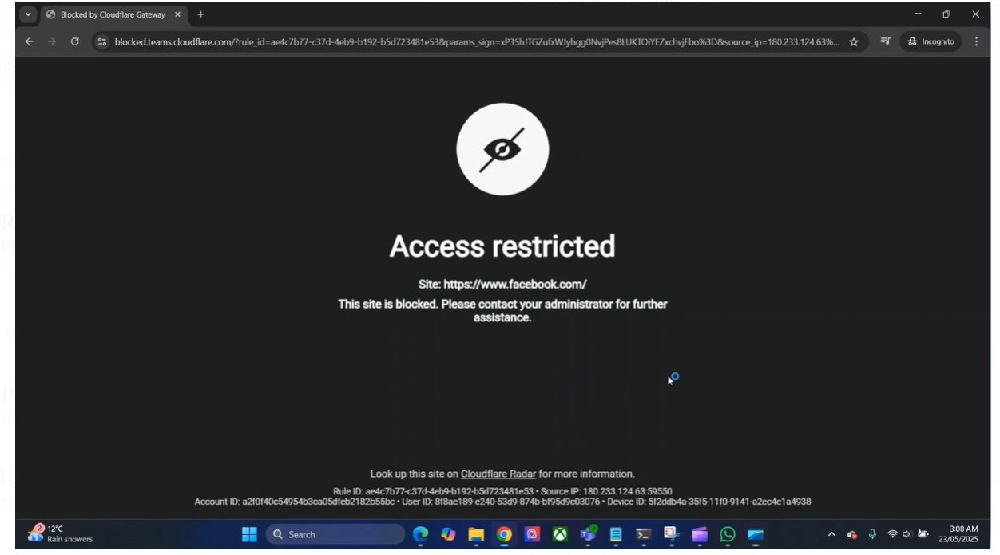 Blocked by Cloudflare Gateway
blocked.teams.cloudflare.com/?rule_id=ae4c7b77-c37d-4eb9-b192-b5d723481e53&params_sign=xP3ShJTGZufxWJyhgg0NvjPes8LUKTOiYEZxchvjFbo%3D&source_ip=180.233.124.63%...
Incognito
Access restricted
Site: https://www.facebook.com/
This site is blocked. Please contact your administrator for further
assistance.
Look up this site on Cloudflare Radar for more information.
Rule ID: ae4c7b77-c37d-4eb9-b192-b5d723481e53 • Source IP: 180.233.124.63:59550
Account ID: a2f0f40c54954b3ca05dfeb2182b55bc • User ID: 8f8ae189-e240-53d9-874b-bf95d9c03076 • Device ID: 5f2ddb4a-35f5-11f0-9141-a2ec4e1a4938
2
12°C
Rain showers
Search
3:00 AM
23/05/2025